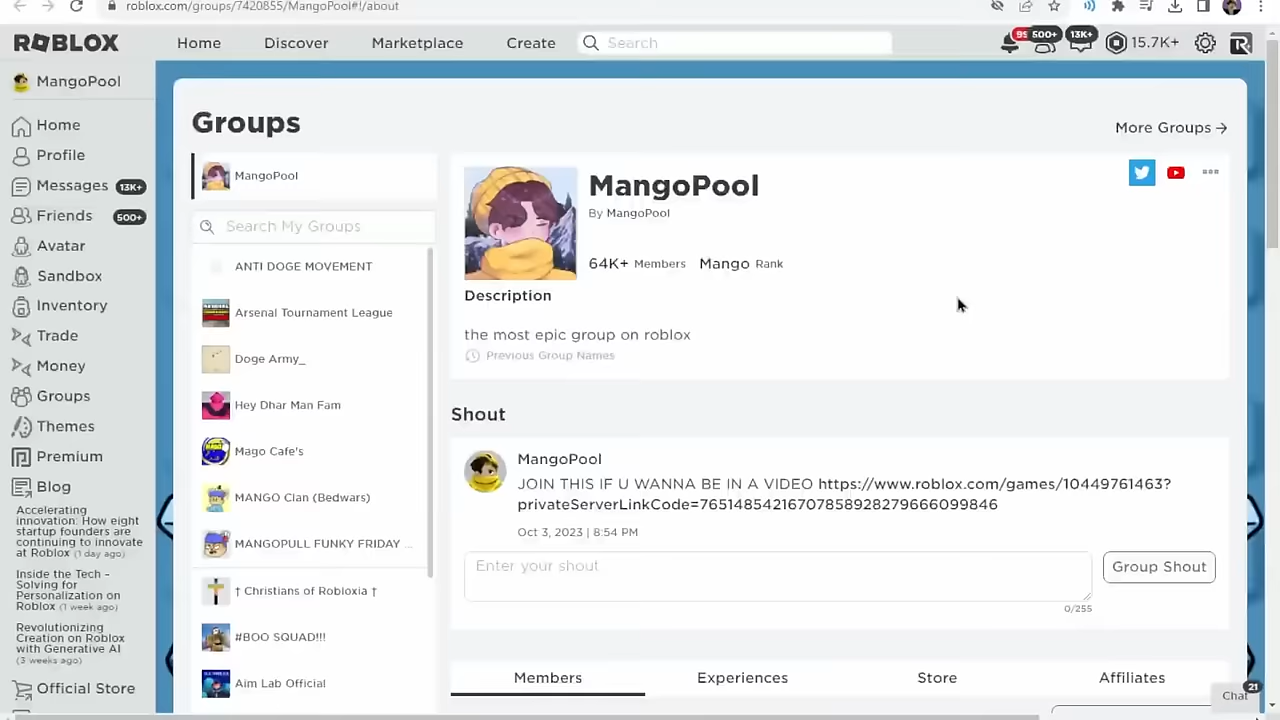 roblox.com/groups/7420855/MangoPool#!/about
ROBLOX
Home
Discover
Marketplace
Create
Search
99
500+
13K+
15.7K+
MangoPool
Home
Profile
Messages 13K+
Friends 500+
Avatar
Sandbox
Inventory
Trade
Money
Groups
Themes
Premium
Blog
Accelerating
innovation: How eight
startup founders are
continuing to innovate
at Roblox (1 day ago)
Inside the Tech -
Solving for
Personalization on
Roblox (1 week ago)
Revolutionizing
Creation on Roblox
with Generative AI
(3 weeks ago)
Official Store
Groups
More Groups →
MangoPool
Search My Groups
ANTI DOGE MOVEMENT
Arsenal Tournament League
Doge Army_
Hey Dhar Man Fam
Mago Cafe's
MANGO Clan (Bedwars)
MANGOPULL FUNKY FRIDAY ...
† Christians of Robloxia †
#BOO SQUAD!!!
Aim Lab Official
MangoPool
By MangoPool
64K+ Members Mango Rank
Description
the most epic group on roblox
Previous Group Names
Shout
MangoPool
JOIN THIS IF U WANNA BE IN A VIDEO https://www.roblox.com/games/10449761463?
privateServerLinkCode=76514854216707858928279666099846
Oct 3, 2023 | 8:54 PM
Enter your shout
Group Shout
0/255
Members
Experiences
Store
Affiliates
Chat
21